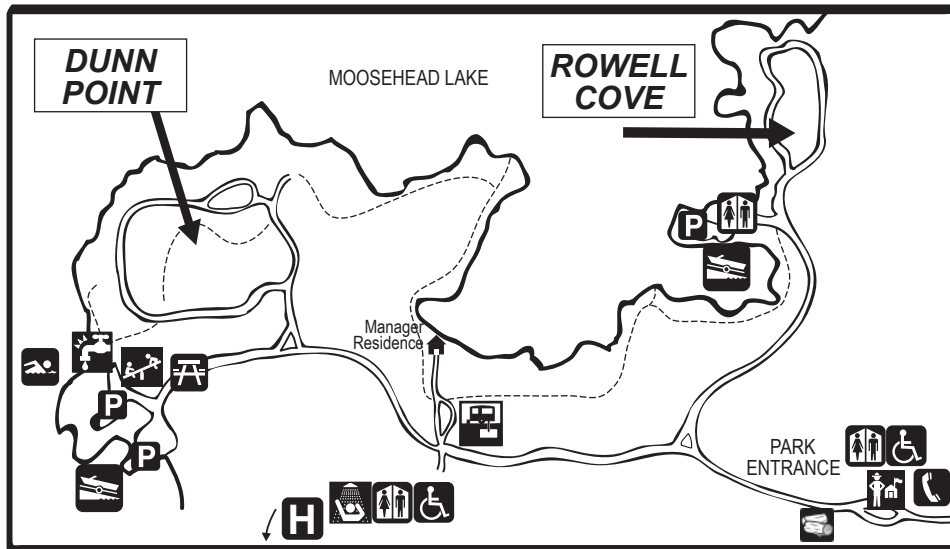 DUNN
POINT
MOOSEHEAD LAKE
ROWELL
COVE
P
Manager
Residence
P
P
PARK
ENTRANCE
H